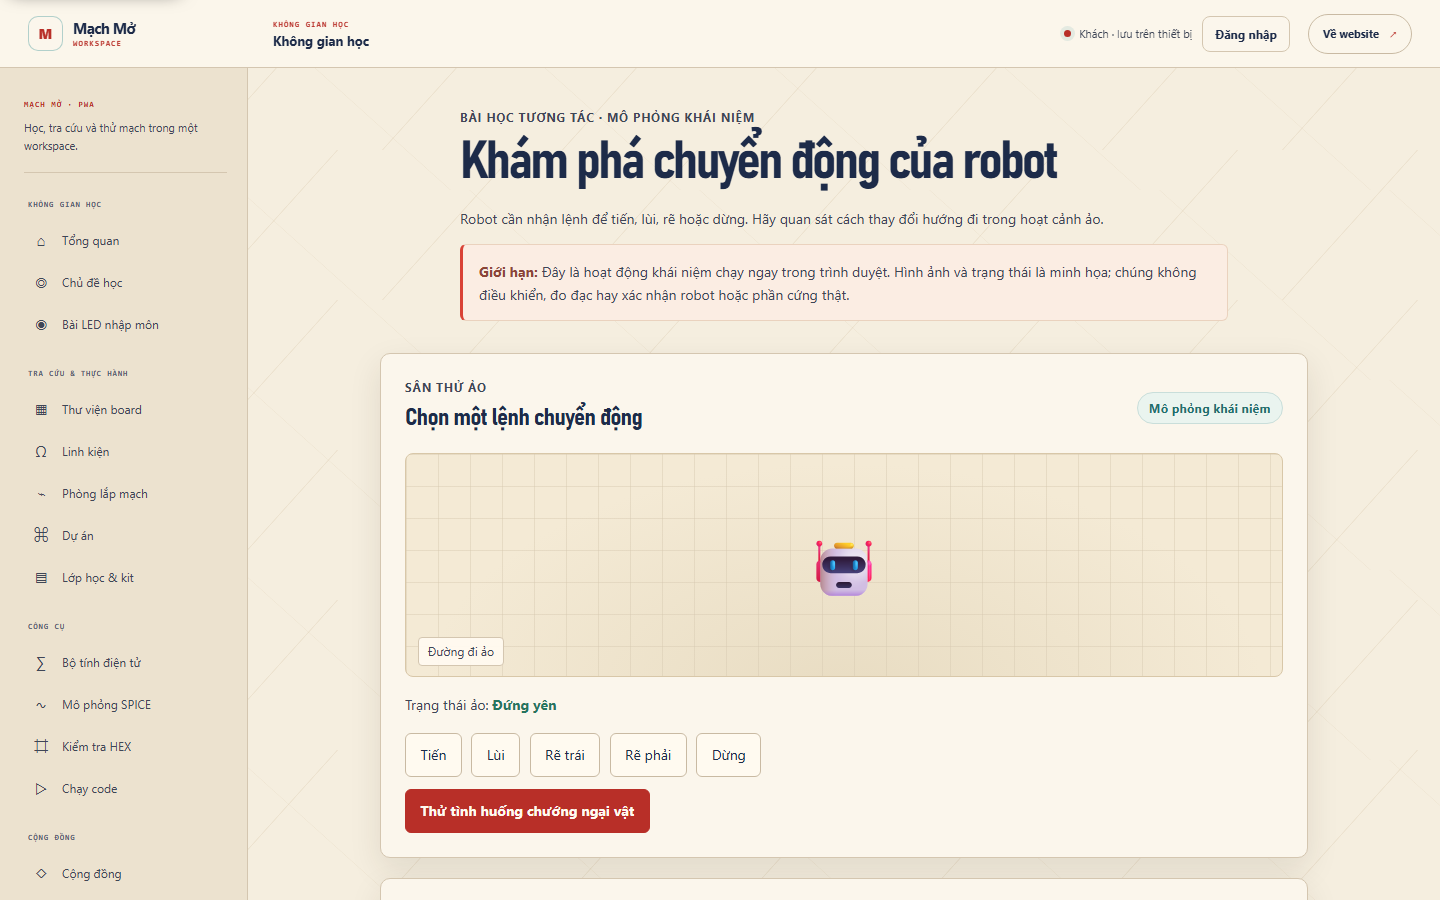 M
Mạch Mở
WORKSPACE
KHÔNG GIAN HỌC
Không gian học
Khách · lưu trên thiết bị
Đăng nhập
Về website ↗
MẠCH MỞ · PWA
Học, tra cứu và thử mạch trong một
workspace.
KHÔNG GIAN HỌC
Tổng quan
Chủ đề học
Bài LED nhập môn
TRA CỨU & THỰC HÀNH
Thư viện board
Ω Linh kiện
Phòng lắp mạch
⌘ Dự án
Lớp học & kit
CÔNG CỤ
∑ Bộ tính điện tử
∿ Mô phỏng SPICE
Kiểm tra HEX
▷ Chạy code
CỘNG ĐỒNG
◇ Cộng đồng
BÀI HỌC TƯƠNG TÁC · MÔ PHỎNG KHÁI NIỆM
Khám phá chuyển động của robot
Robot cần nhận lệnh để tiến, lùi, rẽ hoặc dừng. Hãy quan sát cách thay đổi hướng đi trong hoạt cảnh ảo.
Giới hạn: Đây là hoạt động khái niệm chạy ngay trong trình duyệt. Hình ảnh và trạng thái là minh họa; chúng không
điều khiển, đo đạc hay xác nhận robot hoặc phần cứng thật.
SÂN THỬ ẢO
Chọn một lệnh chuyển động
Mô phỏng khái niệm
Đường đi ảo
Trạng thái ảo: Đứng yên
Tiến
Lùi
Rẽ trái
Rẽ phải
Dừng
Thử tình huống chướng ngại vật